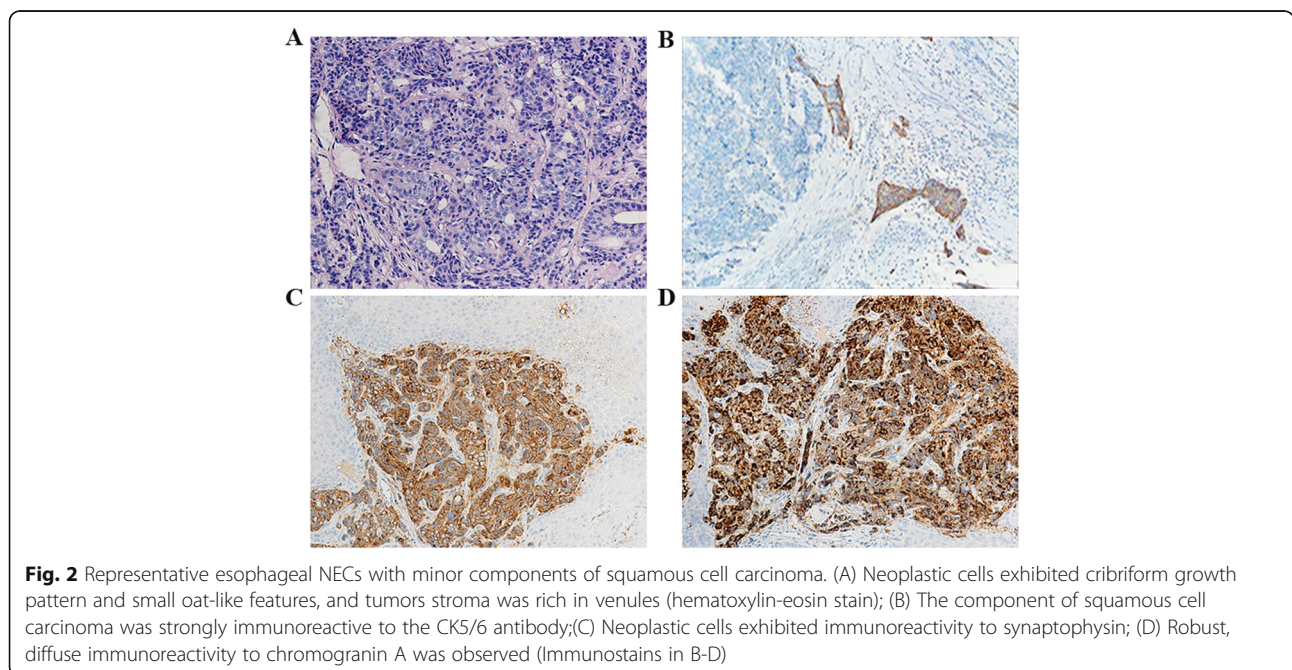 A
B
C
D
Fig. 2 Representative esophageal NECs with minor components of squamous cell carcinoma. (A) Neoplastic cells exhibited cribriform growth
pattern and small oat-like features, and tumors stroma was rich in venules (hematoxylin-eosin stain); (B) The component of squamous cell
carcinoma was strongly immunoreactive to the CK5/6 antibody;(C) Neoplastic cells exhibited immunoreactivity to synaptophysin; (D) Robust,
diffuse immunoreactivity to chromogranin A was observed (Immunostains in B-D)